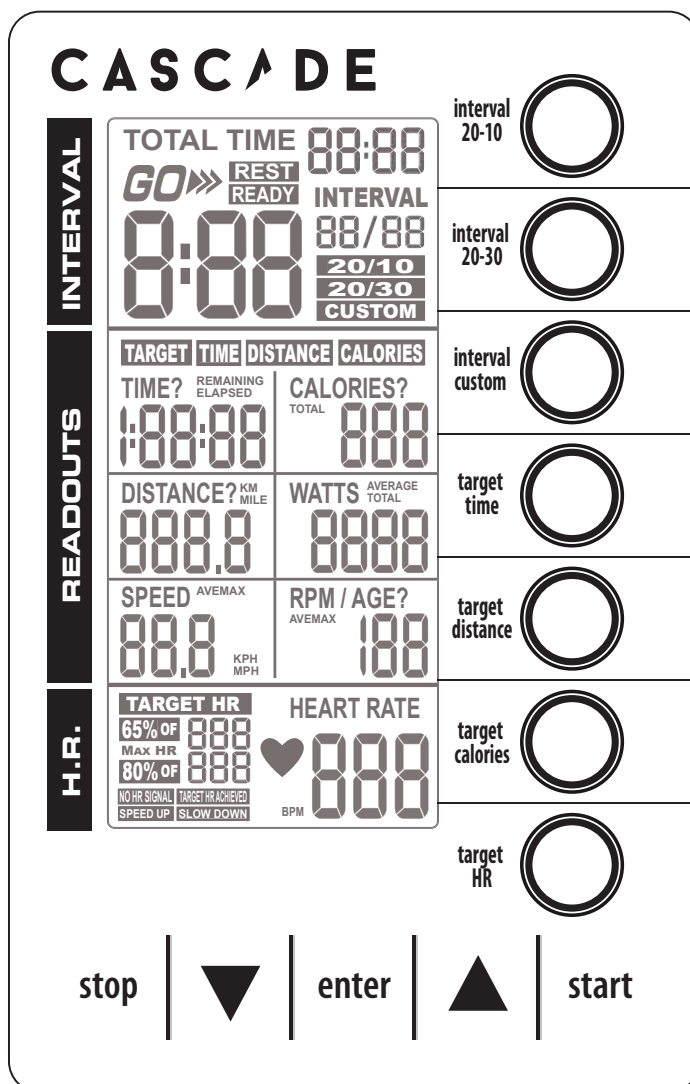 CASCADE
INTERVAL
TOTAL TIME 88:88
GO REST
READY
INTERVAL
8:88 88/88
20/10
20/30
CUSTOM
READOUTS
TARGET TIME DISTANCE CALORIES
TIME? REMAINING
ELAPSED
1:88:88
CALORIES?
TOTAL
888
DISTANCE? KM
MILE
888.8
WATTS AVERAGE
TOTAL
8888
SPEED AVEMAX
88.8 KPH
MPH
RPM / AGE?
AVEMAX
188
H.R.
TARGET HR
65% OF 888
MAX HR
80% OF 888
NO HR SIGNAL TARGET HR ACHIEVED
SPEED UP SLOW DOWN
HEART RATE
888
BPM
interval
20-10
interval
20-30
interval
custom
target
time
target
distance
target
calories
target
HR
stop enter start